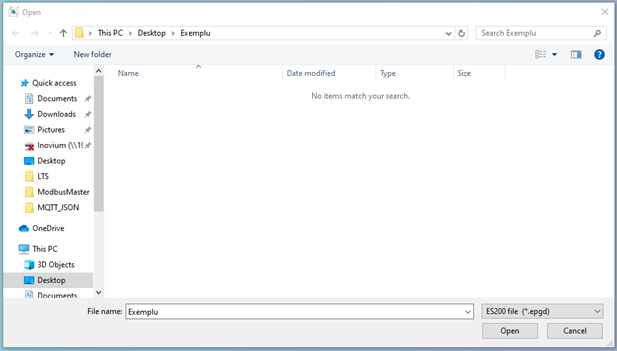 Open
This PC > Desktop > Exemplu
Search Exemplu
Organize
New folder
Name
Date modified
Type
Size
No items match your search.
Quick access
Documents
Downloads
Pictures
Inovium (\\19
Desktop
LTS
ModbusMaster
MQTT_JSON
OneDrive
This PC
3D Objects
Desktop
Documents
File name:
Exemplu
ES200 file (*.epgd)
Open
Cancel